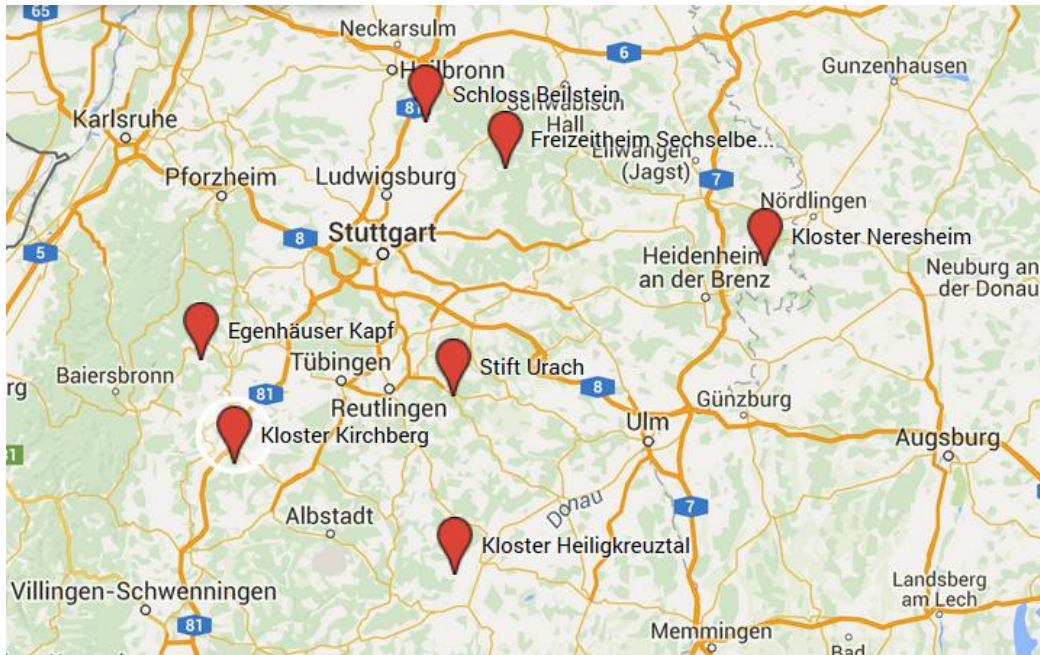 65
Neckarsulm
6
Heilbronn
Gunzenhausen
81
Schloss Beilstein
Schwäbisch
Hall
Karlsruhe
Freizeitheim Sechselbe...
Ellwangen
(Jagst)
7
Pforzheim
Ludwigsburg
Nördlingen
5
8
Stuttgart
Kloster Neresheim
Heidenheim
an der Brenz
Neuburg an
der Donau
Egenhäuser Kapf
Tübingen
Stift Urach
Baiersbronn
rg
81
8
Reutlingen
Günzburg
Kloster Kirchberg
Ulm
Augsburg
31
Albstadt
Donau
7
Kloster Heiligkreuztal
Villingen-Schwenningen
Landsberg
am Lech
81
Memmingen
Bad